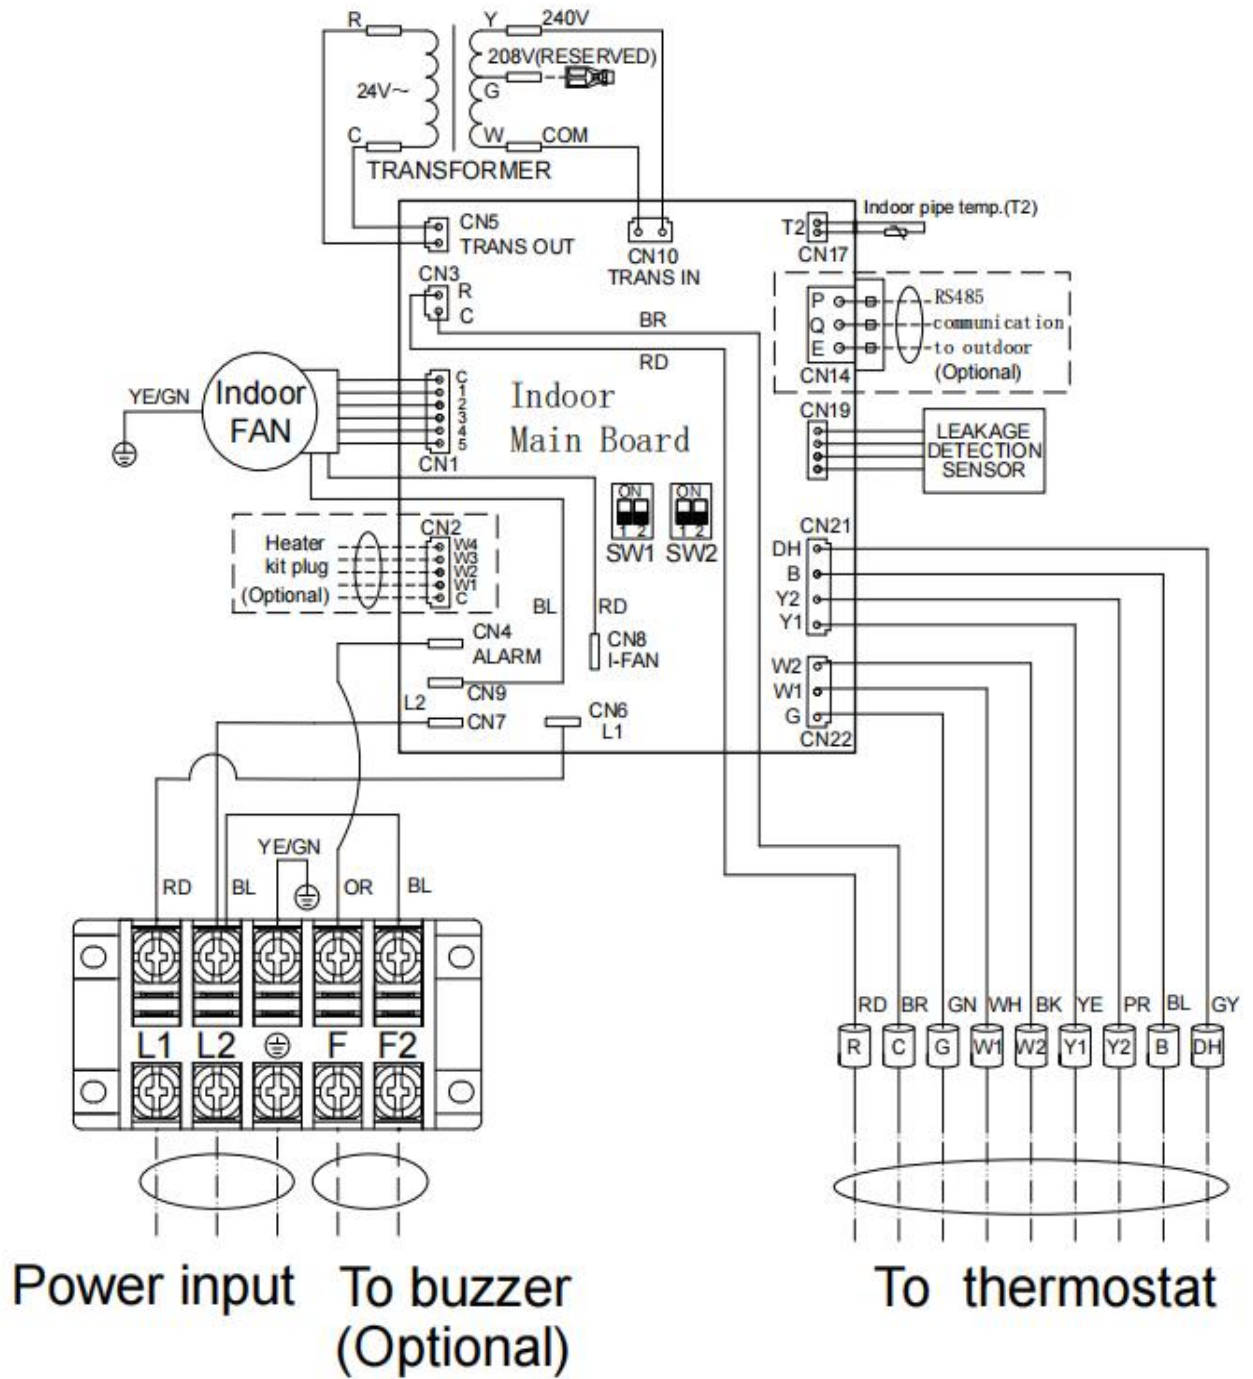 R
Y
240V
208V(RESERVED)
24V～
G
C
W
COM
TRANSFORMER
CN5
TRANS OUT
CN10
TRANS IN
T2
Indoor pipe temp.(T2)
CN17
CN3
R
C
BR
RD
P
Q
E
RS485
communication
to outdoor
(Optional)
CN14
YE/GN
Indoor
FAN
C
1
2
3
4
5
CN1
Indoor
Main Board
CN19
LEAKAGE
DETECTION
SENSOR
ON
1 2
SW1
ON
1 2
SW2
CN21
DH
B
Y2
Y1
Heater
kit plug
(Optional)
CN2
W4
W3
W2
W1
C
BL
RD
CN4
ALARM
CN8
I-FAN
CN9
L2
CN7
CN6
L1
W2
W1
G
CN22
RD
BL
YE/GN
OR
BL
L1 L2 F F2
RD BR GN WH BK YE PR BL GY
R C G W1 W2 Y1 Y2 B DH
Power input
To buzzer
(Optional)
To thermostat